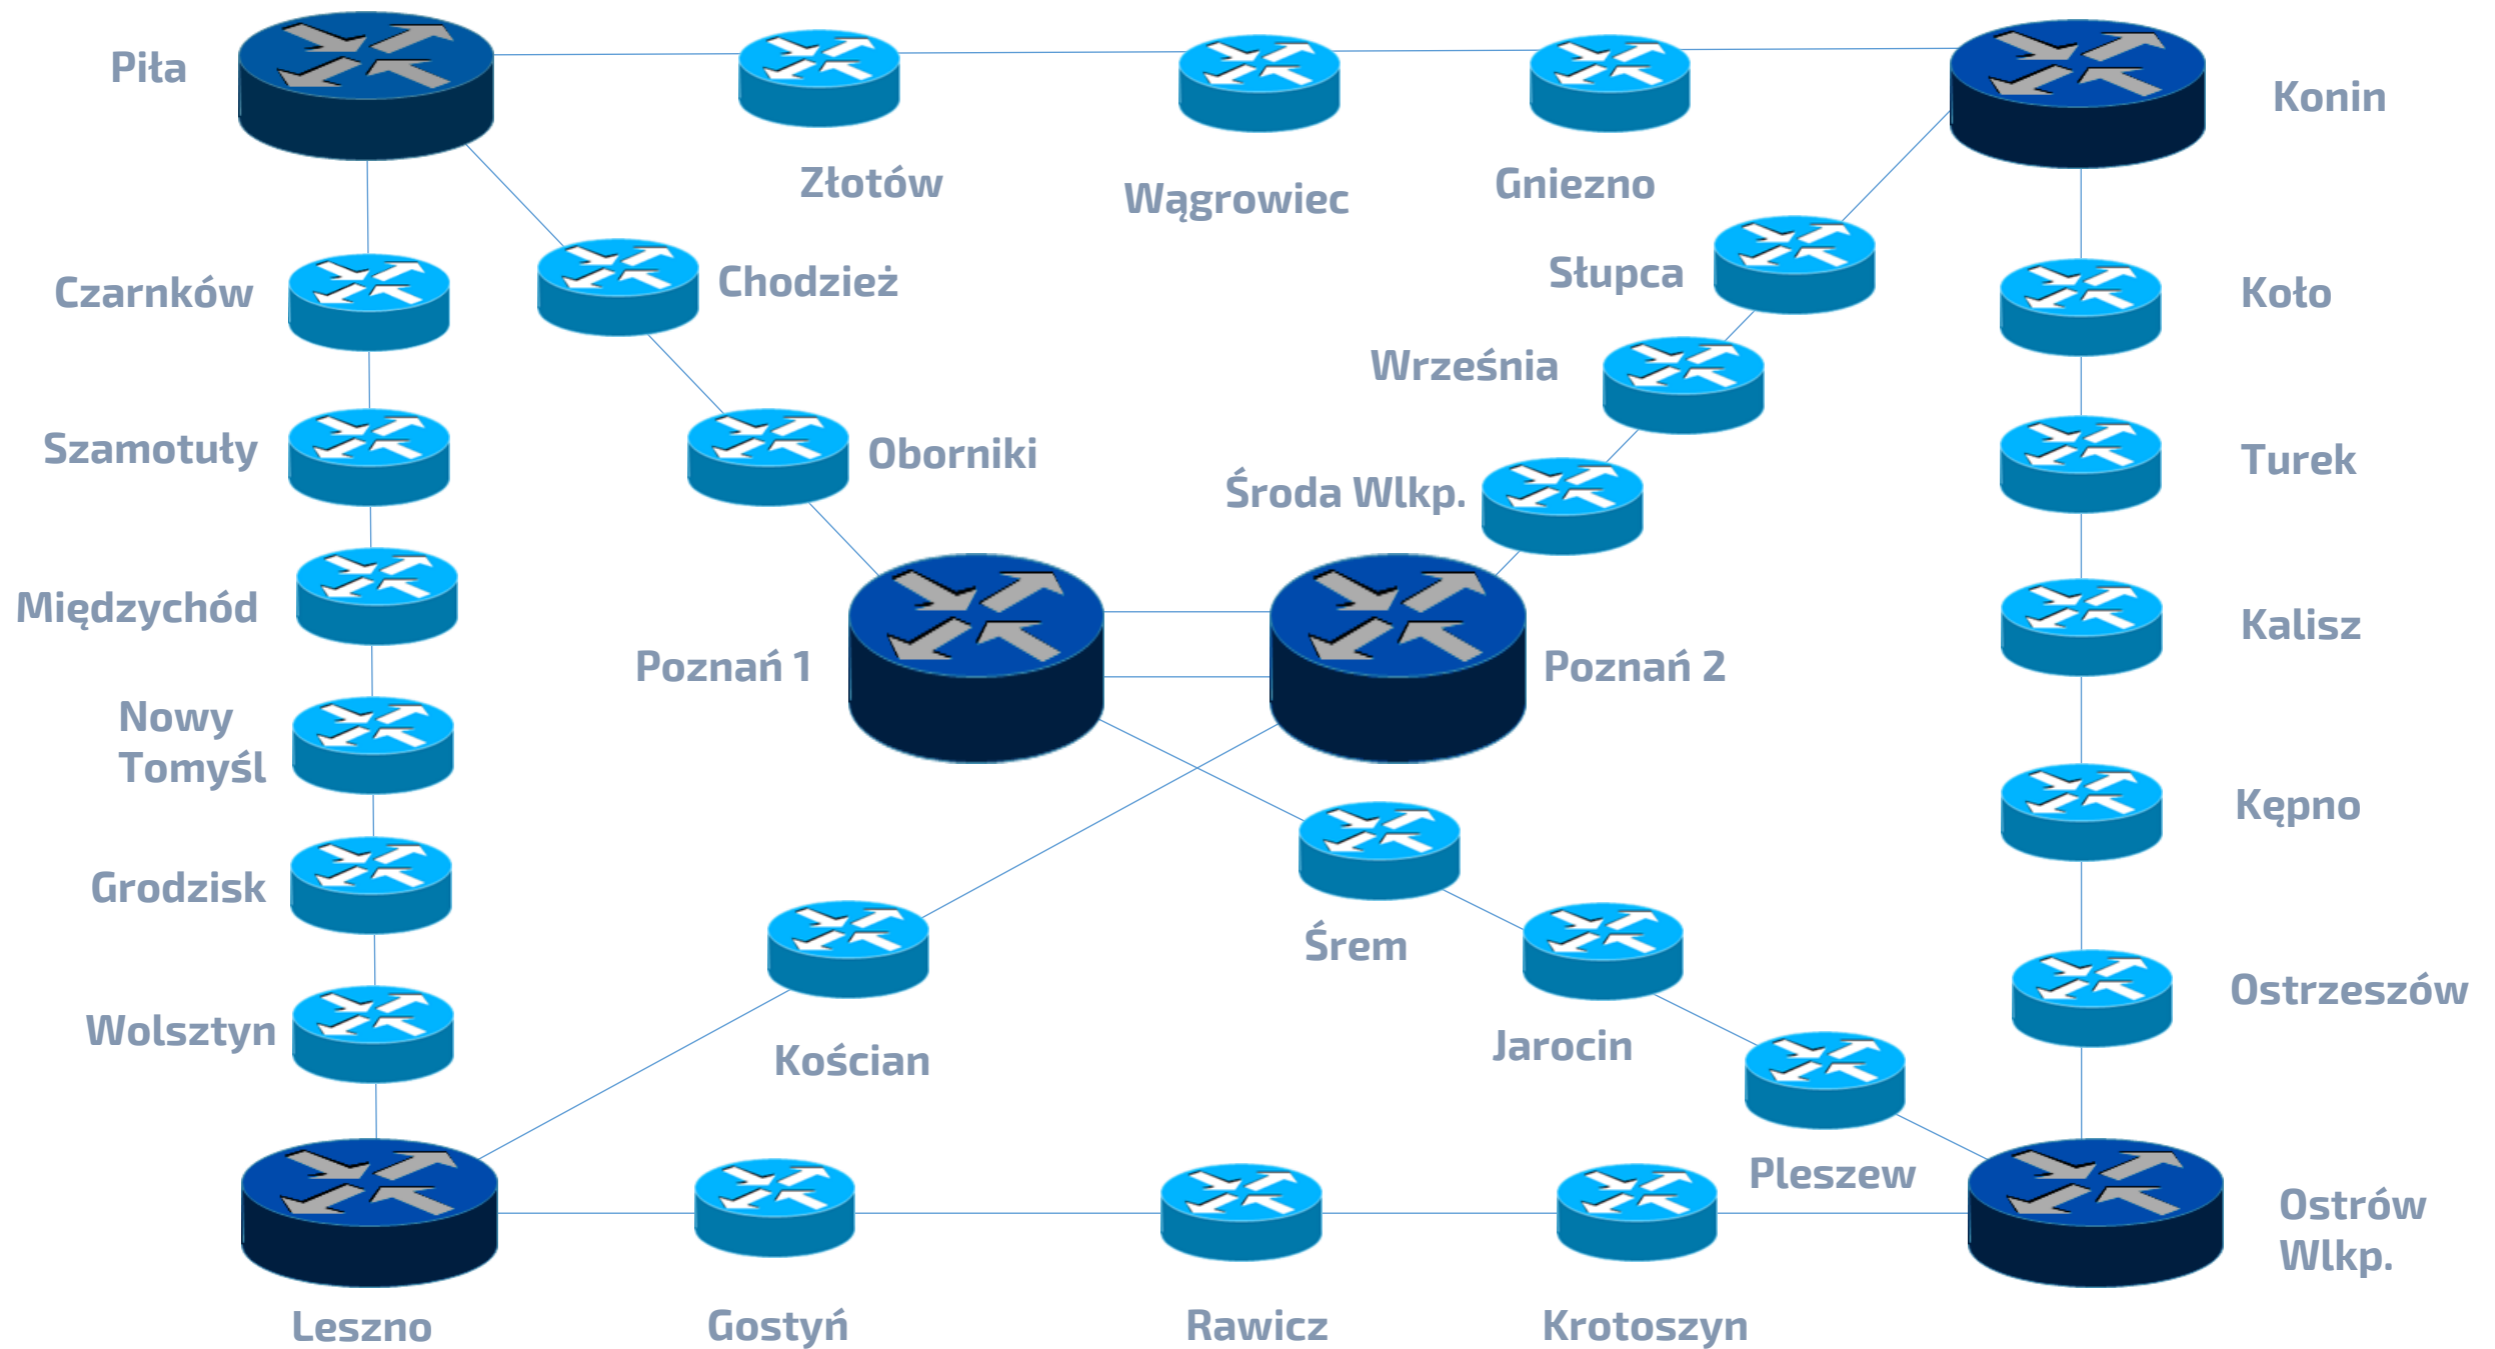 Piła
Konin
Złotów
Wągrowiec
Gniezno
Czarnków
Chodzież
Słupca
Koło
Września
Szamotuły
Oborniki
Środa Wlkp.
Turek
Międzychód
Poznań 1
Poznań 2
Kalisz
Nowy
Tomyśl
Kępno
Grodzisk
Śrem
Ostrzeszów
Wolsztyn
Kościan
Jarocin
Pleszew
Ostrów
Wlkp.
Leszno
Gostyń
Rawicz
Krotoszyn